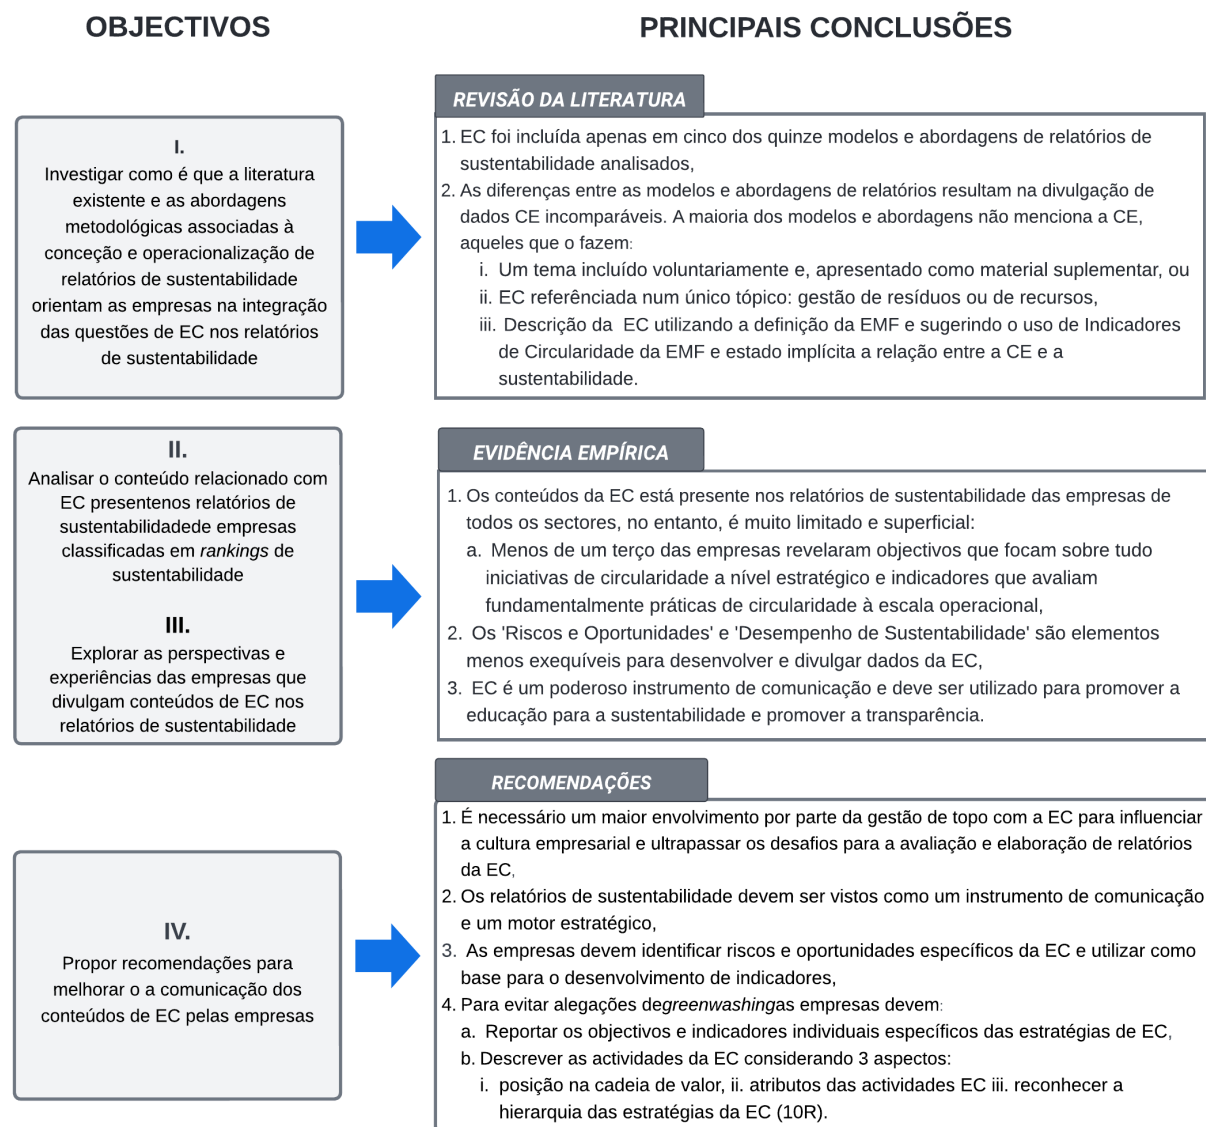 OBJECTIVOS
PRINCIPAIS CONCLUSÕES
I.
Investigar como é que a literatura
existente e as abordagens
metodológicas associadas à
conceção e operacionalização de
relatórios de sustentabilidade
orientam as empresas na integração
das questões de EC nos relatórios
de sustentabilidade
REVISÃO DA LITERATURA
1. EC foi incluída apenas em cinco dos quinze modelos e abordagens de relatórios de
sustentabilidade analisados,
2. As diferenças entre as modelos e abordagens de relatórios resultam na divulgação de
dados CE incomparáveis. A maioria dos modelos e abordagens não menciona a CE,
aqueles que o fazem:
i. Um tema incluído voluntariamente e, apresentado como material suplementar, ou
ii. EC referênciada num único tópico: gestão de resíduos ou de recursos,
iii. Descrição da EC utilizando a definição da EMF e sugerindo o uso de Indicadores
de Circularidade da EMF e estado implícita a relação entre a CE e a
sustentabilidade.
II.
Analisar o conteúdo relacionado com
EC presentenos relatórios de
sustentabilidadede empresas
classificadas em rankings de
sustentabilidade
III.
Explorar as perspectivas e
experiências das empresas que
divulgam conteúdos de EC nos
relatórios de sustentabilidade
EVIDÊNCIA EMPÍRICA
1. Os conteúdos da EC está presente nos relatórios de sustentabilidade das empresas de
todos os sectores, no entanto, é muito limitado e superficial:
a. Menos de um terço das empresas revelaram objectivos que focam sobre tudo
iniciativas de circularidade a nível estratégico e indicadores que avaliam
fundamentalmente práticas de circularidade à escala operacional,
2. Os 'Riscos e Oportunidades' e 'Desempenho de Sustentabilidade' são elementos
menos exequíveis para desenvolver e divulgar dados da EC,
3. EC é um poderoso instrumento de comunicação e deve ser utilizado para promover a
educação para a sustentabilidade e promover a transparência.
IV.
Propor recomendações para
melhorar o a comunicação dos
conteúdos de EC pelas empresas
RECOMENDAÇÕES
1. É necessário um maior envolvimento por parte da gestão de topo com a EC para influenciar
a cultura empresarial e ultrapassar os desafios para a avaliação e elaboração de relatórios
da EC,
2. Os relatórios de sustentabilidade devem ser vistos como um instrumento de comunicação
e um motor estratégico,
3. As empresas devem identificar riscos e oportunidades específicos da EC e utilizar como
base para o desenvolvimento de indicadores,
4. Para evitar alegações degreenwashingas empresas devem:
a. Reportar os objectivos e indicadores individuais específicos das estratégias de EC,
b. Descrever as actividades da EC considerando 3 aspectos:
i. posição na cadeia de valor, ii. atributos das actividades EC iii. reconhecer a
hierarquia das estratégias da EC (10R).